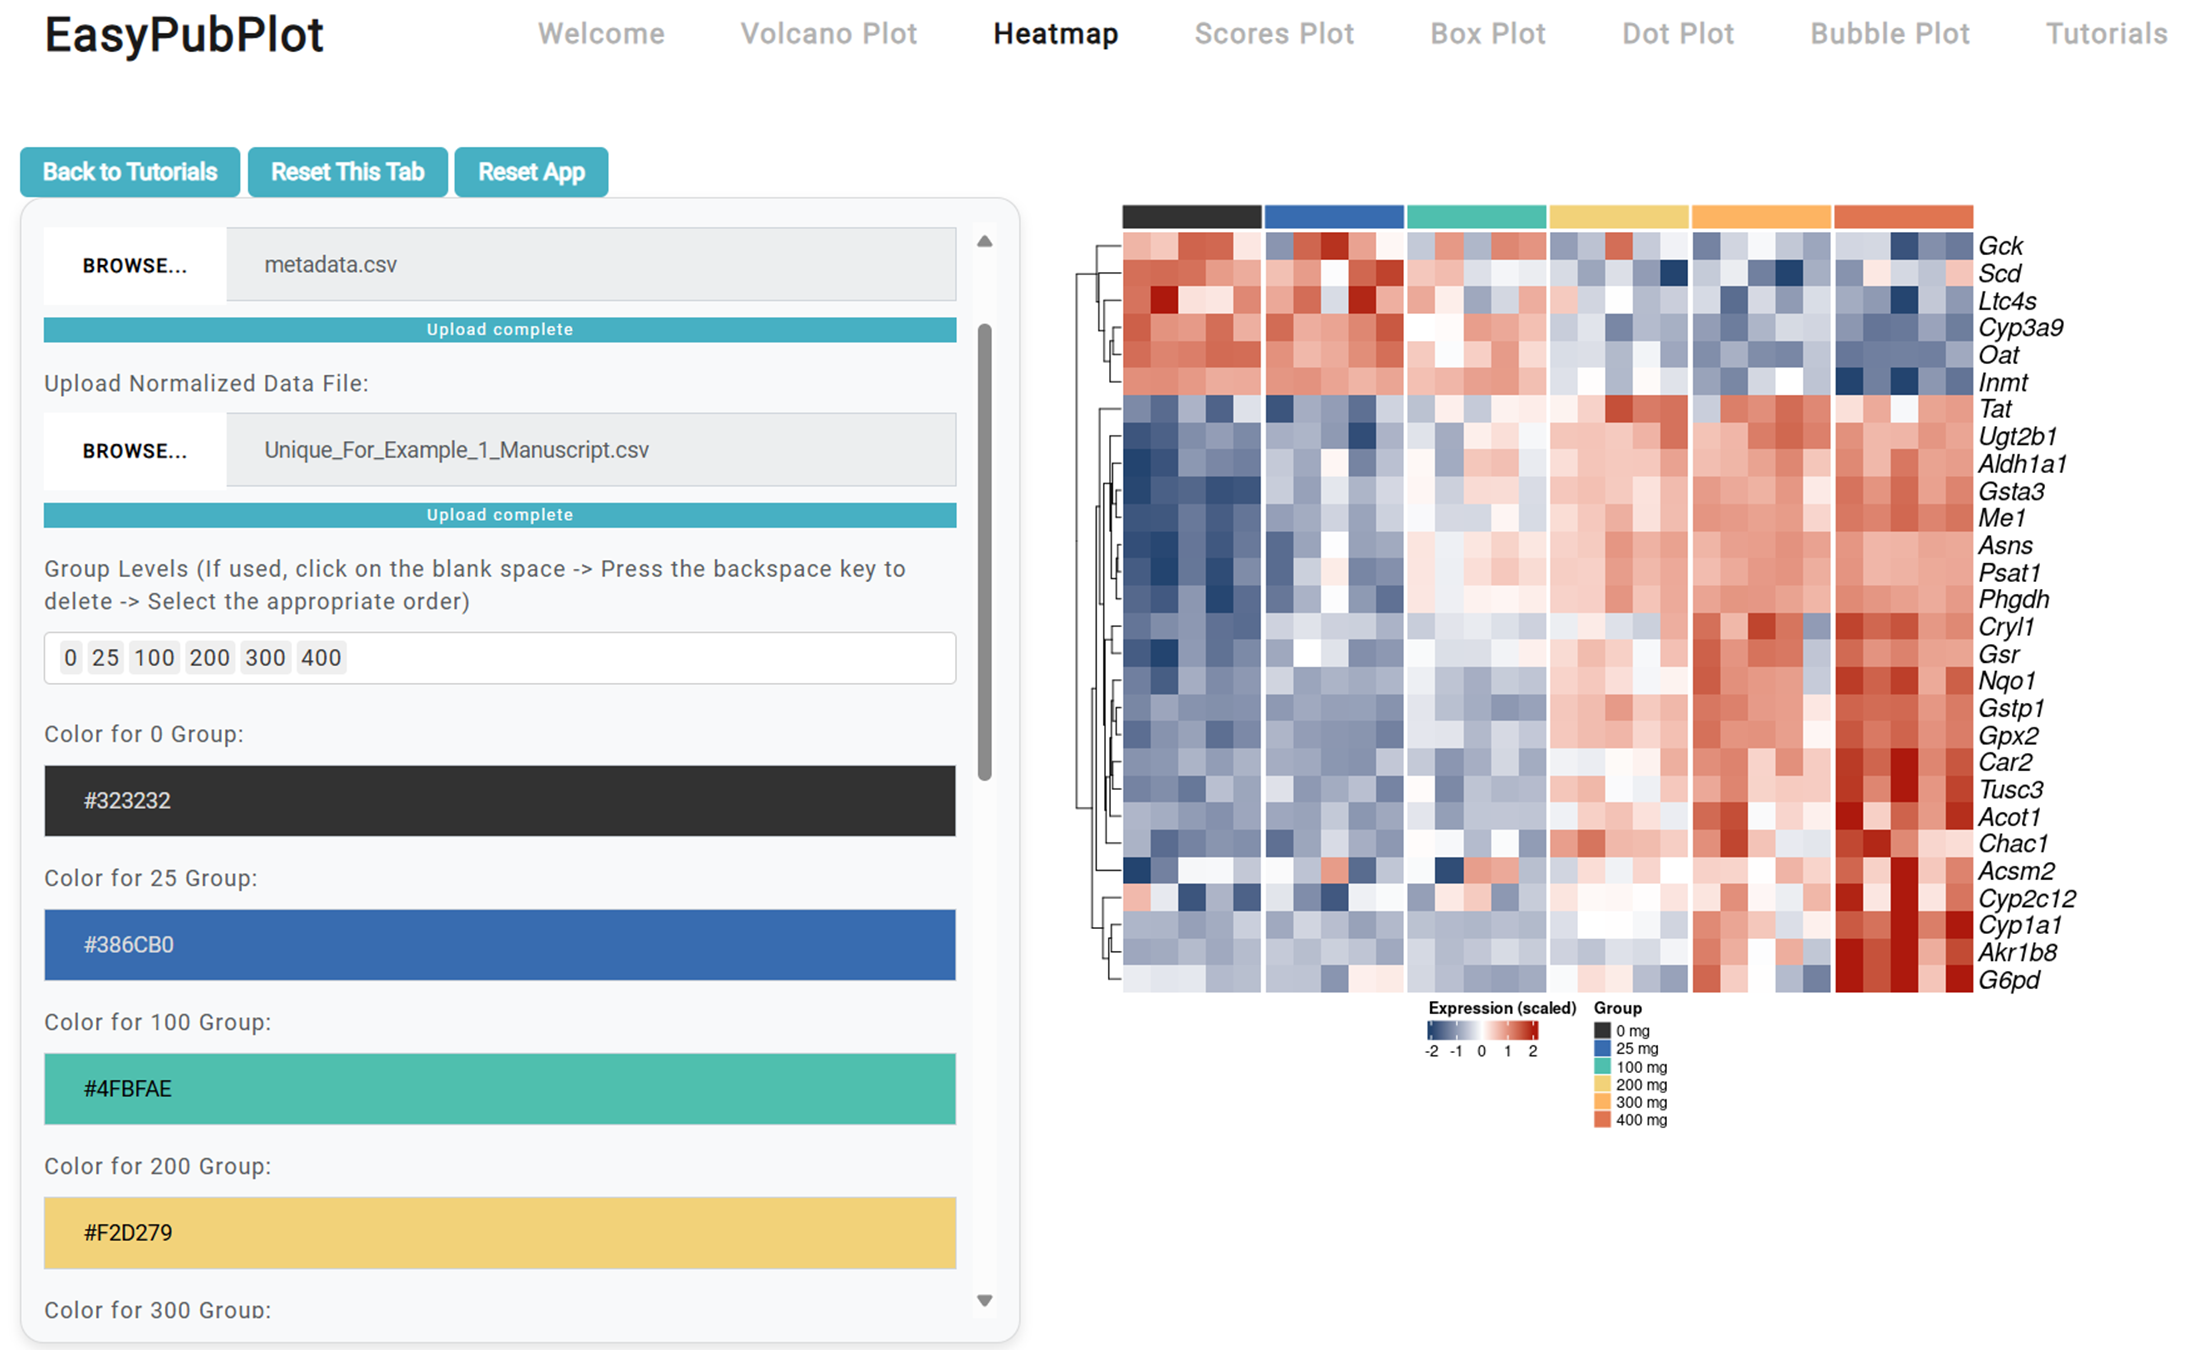 EasyPubPlot
Welcome
Volcano Plot
Heatmap
Scores Plot
Box Plot
Dot Plot
Bubble Plot
Tutorials
Back to Tutorials
Reset This Tab
Reset App
BROWSE...
metadata.csv
Upload complete
Upload Normalized Data File:
BROWSE...
Unique_For_Example_1_Manuscript.csv
Upload complete
Group Levels (If used, click on the blank space -> Press the backspace key to
delete -> Select the appropriate order)
0 25 100 200 300 400
Color for 0 Group:
#323232
Color for 25 Group:
#386CB0
Color for 100 Group:
#4FBFAE
Color for 200 Group:
#F2D279
Color for 300 Group:
Gck
Scd
Ltc4s
Cyp3a9
Oat
Inmt
Tat
Ugt2b1
Aldh1a1
Gsta3
Me1
Asns
Psat1
Phgdh
Cryl1
Gsr
Nqo1
Gstp1
Gpx2
Car2
Tusc3
Acot1
Chac1
Acsm2
Cyp2c12
Cyp1a1
Akr1b8
G6pd
Expression (scaled)
-2 -1 0 1 2
Group
0 mg
25 mg
100 mg
200 mg
300 mg
400 mg